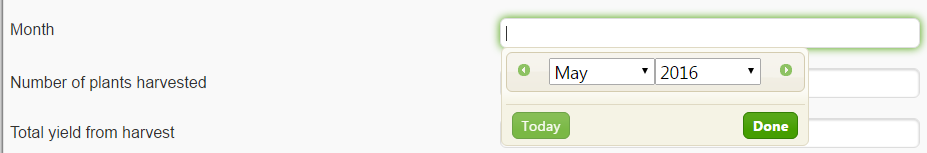 Month
May 2016
Number of plants harvested
Today Done
Total yield from harvest